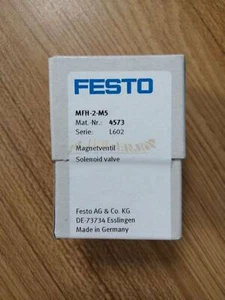 FESTO
MFH-2-M5
Mat. Nr.: 4573
Serie: L602
Magnetventil
Solenoid valve
Festo AG & Co. KG
DE-73734 Esslingen
Made in Germany